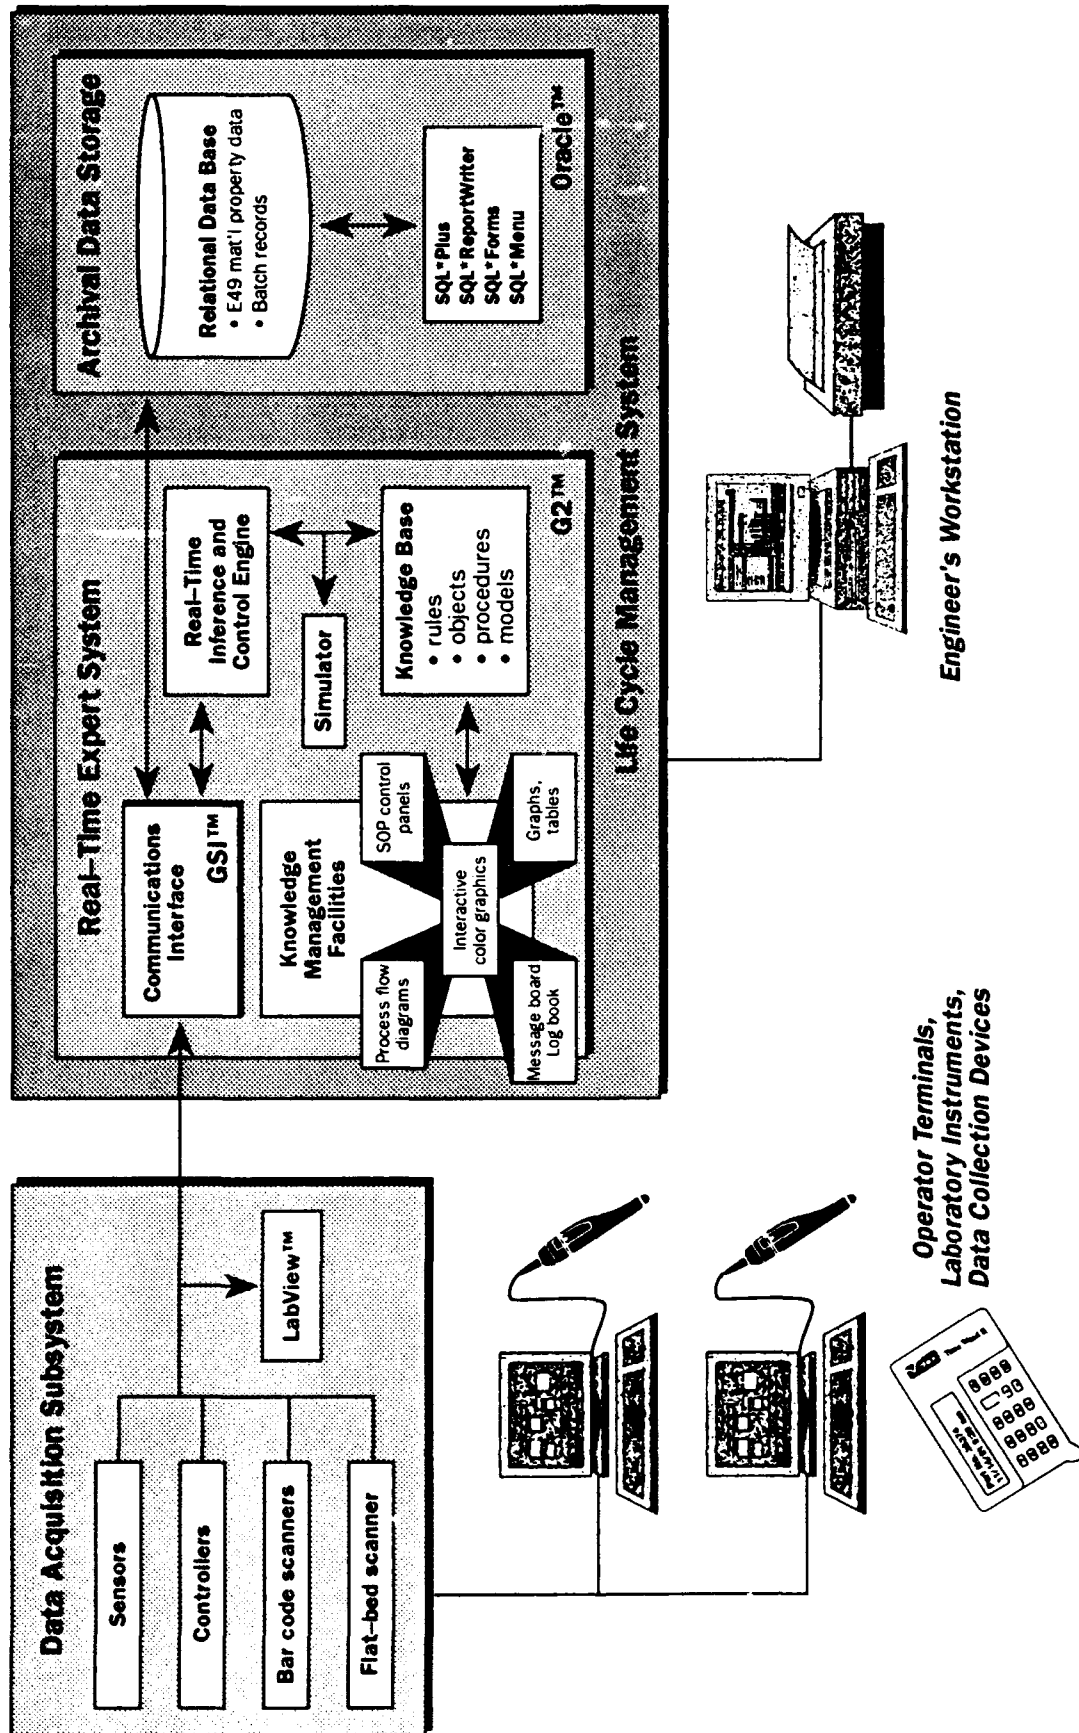 Data Acquisition Subsystem
Sensors
Controllers
Bar code scanners
Flat–bed scanner
LabView™
Real–Time Expert System
Communications
Interface
GSI™
Real–Time
Inference and
Control Engine
Knowledge
Management
Facilities
Simulator
Process flow
diagrams
SOP control
panels
Interactive
color graphics
Message board
Log book
Graphs,
tables
Knowledge Base
• rules
• objects
• procedures
• models
G2™
Archival Data Storage
Relational Data Base
• E49 mat'l property data
• Batch records
SQL*Plus
SQL*ReportWriter
SQL*Forms
SQL*Menu
Oracle™
Life Cycle Management System
Operator Terminals,
Laboratory Instruments,
Data Collection Devices
Engineer's Workstation